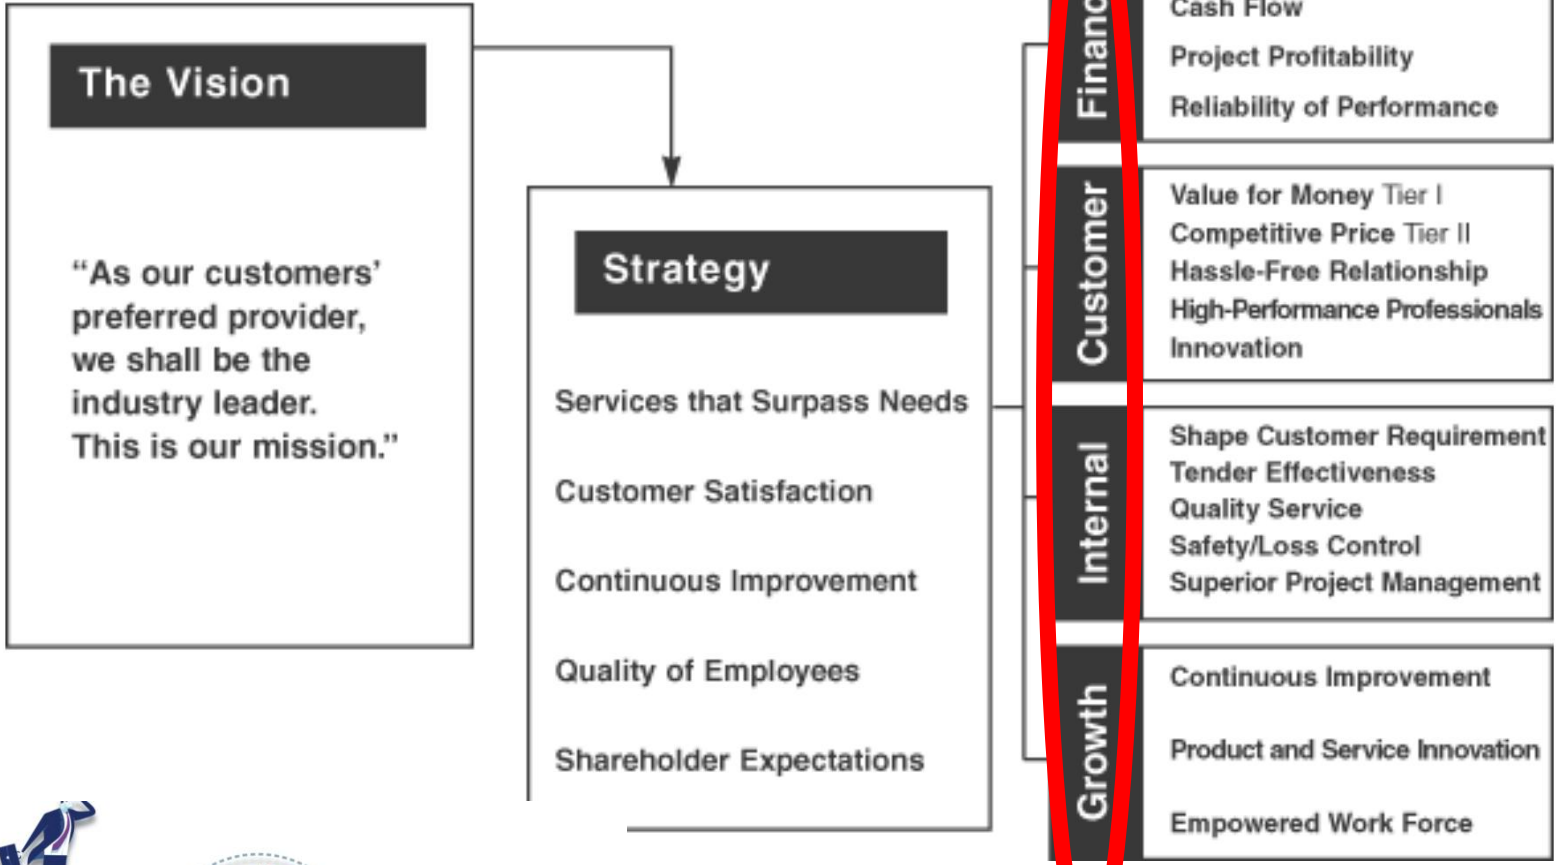 The Vision
“As our customers’
preferred provider,
we shall be the
industry leader.
This is our mission.”
Strategy
Services that Surpass Needs
Customer Satisfaction
Continuous Improvement
Quality of Employees
Shareholder Expectations
Financ
Cash Flow
Project Profitability
Reliability of Performance
Customer
Value for Money Tier I
Competitive Price Tier II
Hassle-Free Relationship
High-Performance Professionals
Innovation
Internal
Shape Customer Requirement
Tender Effectiveness
Quality Service
Safety/Loss Control
Superior Project Management
Growth
Continuous Improvement
Product and Service Innovation
Empowered Work Force